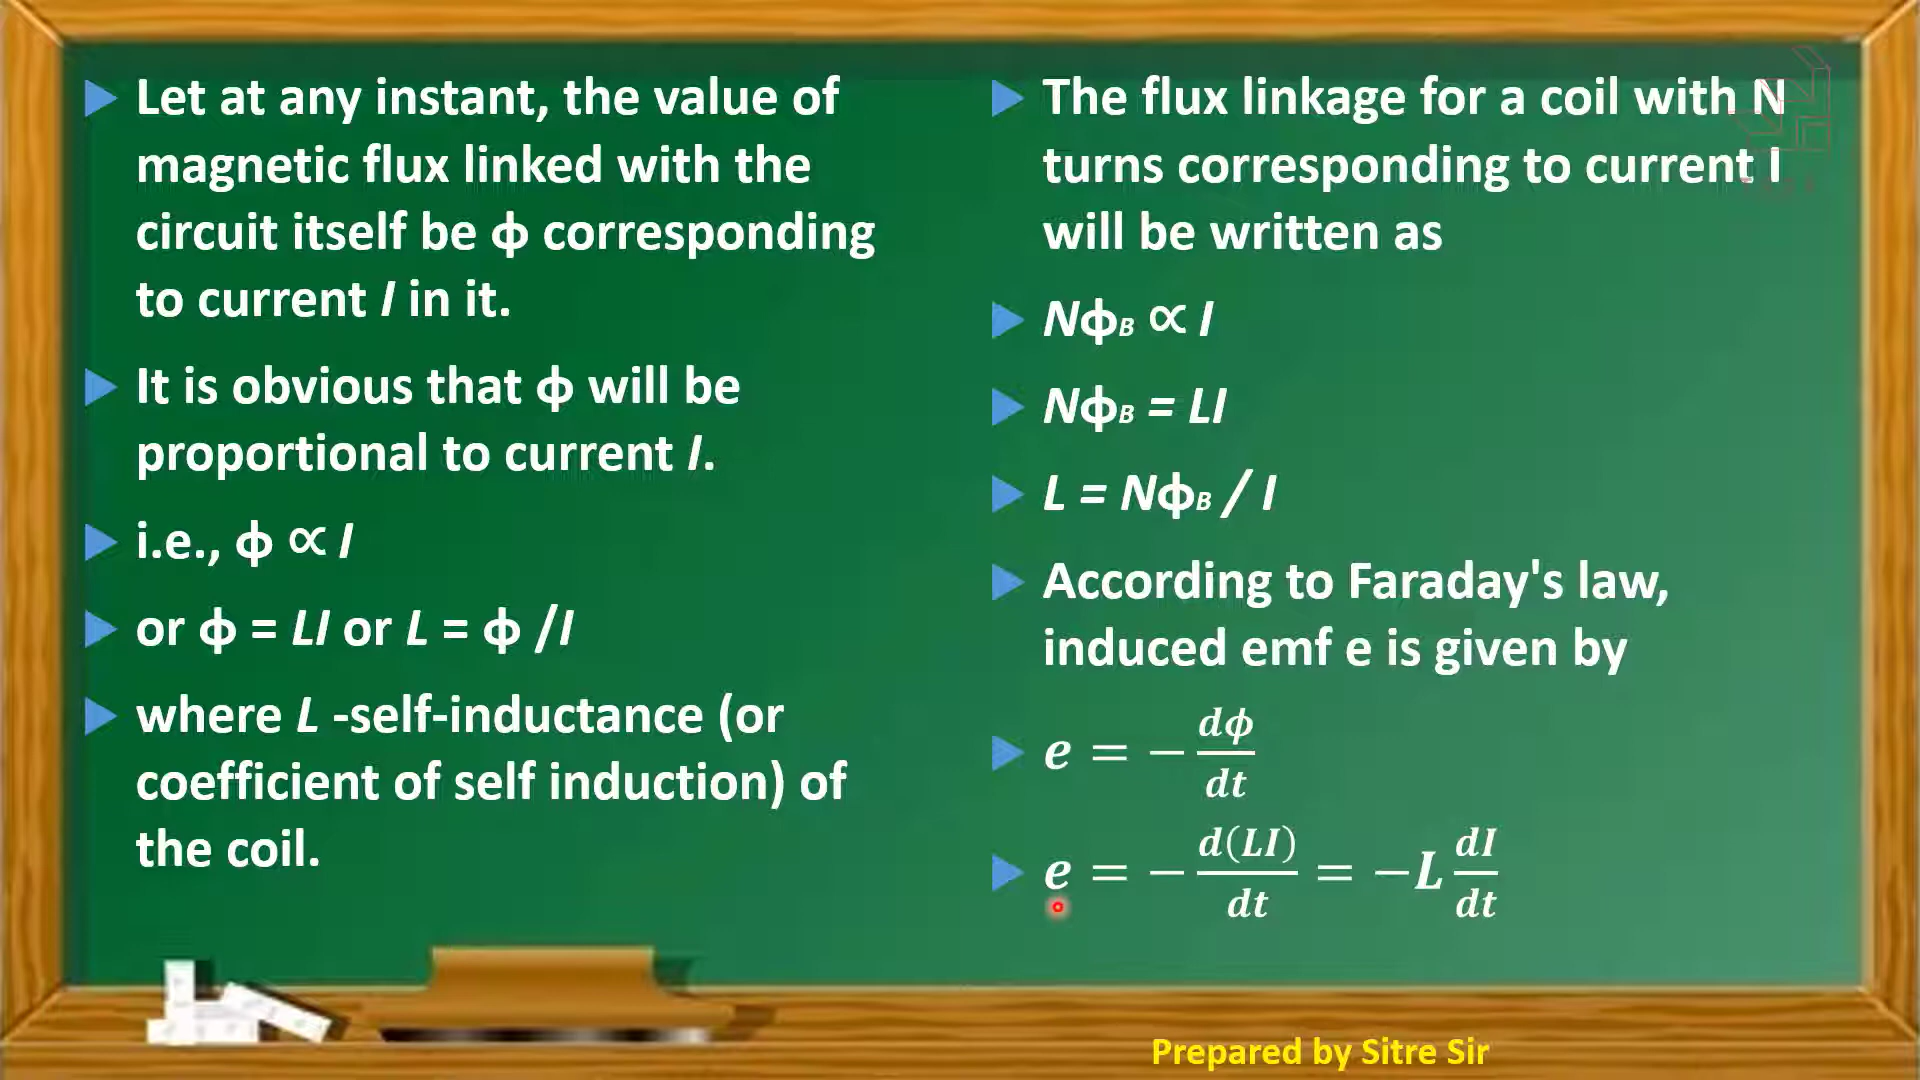 Let at any instant, the value of
magnetic flux linked with the
circuit itself be ϕ corresponding
to current I in it.
It is obvious that ϕ will be
proportional to current I.
i.e., ϕ ∝ I
or ϕ = LI or L = ϕ /I
where L -self-inductance (or
coefficient of self induction) of
the coil.
The flux linkage for a coil with N
turns corresponding to current I
will be written as
Nϕ_B ∝ I
Nϕ_B = LI
L = Nϕ_B / I
According to Faraday's law,
induced emf e is given by
e = − dϕ/dt
e = − d(LI)/dt = −L dI/dt
Prepared by Sitre Sir